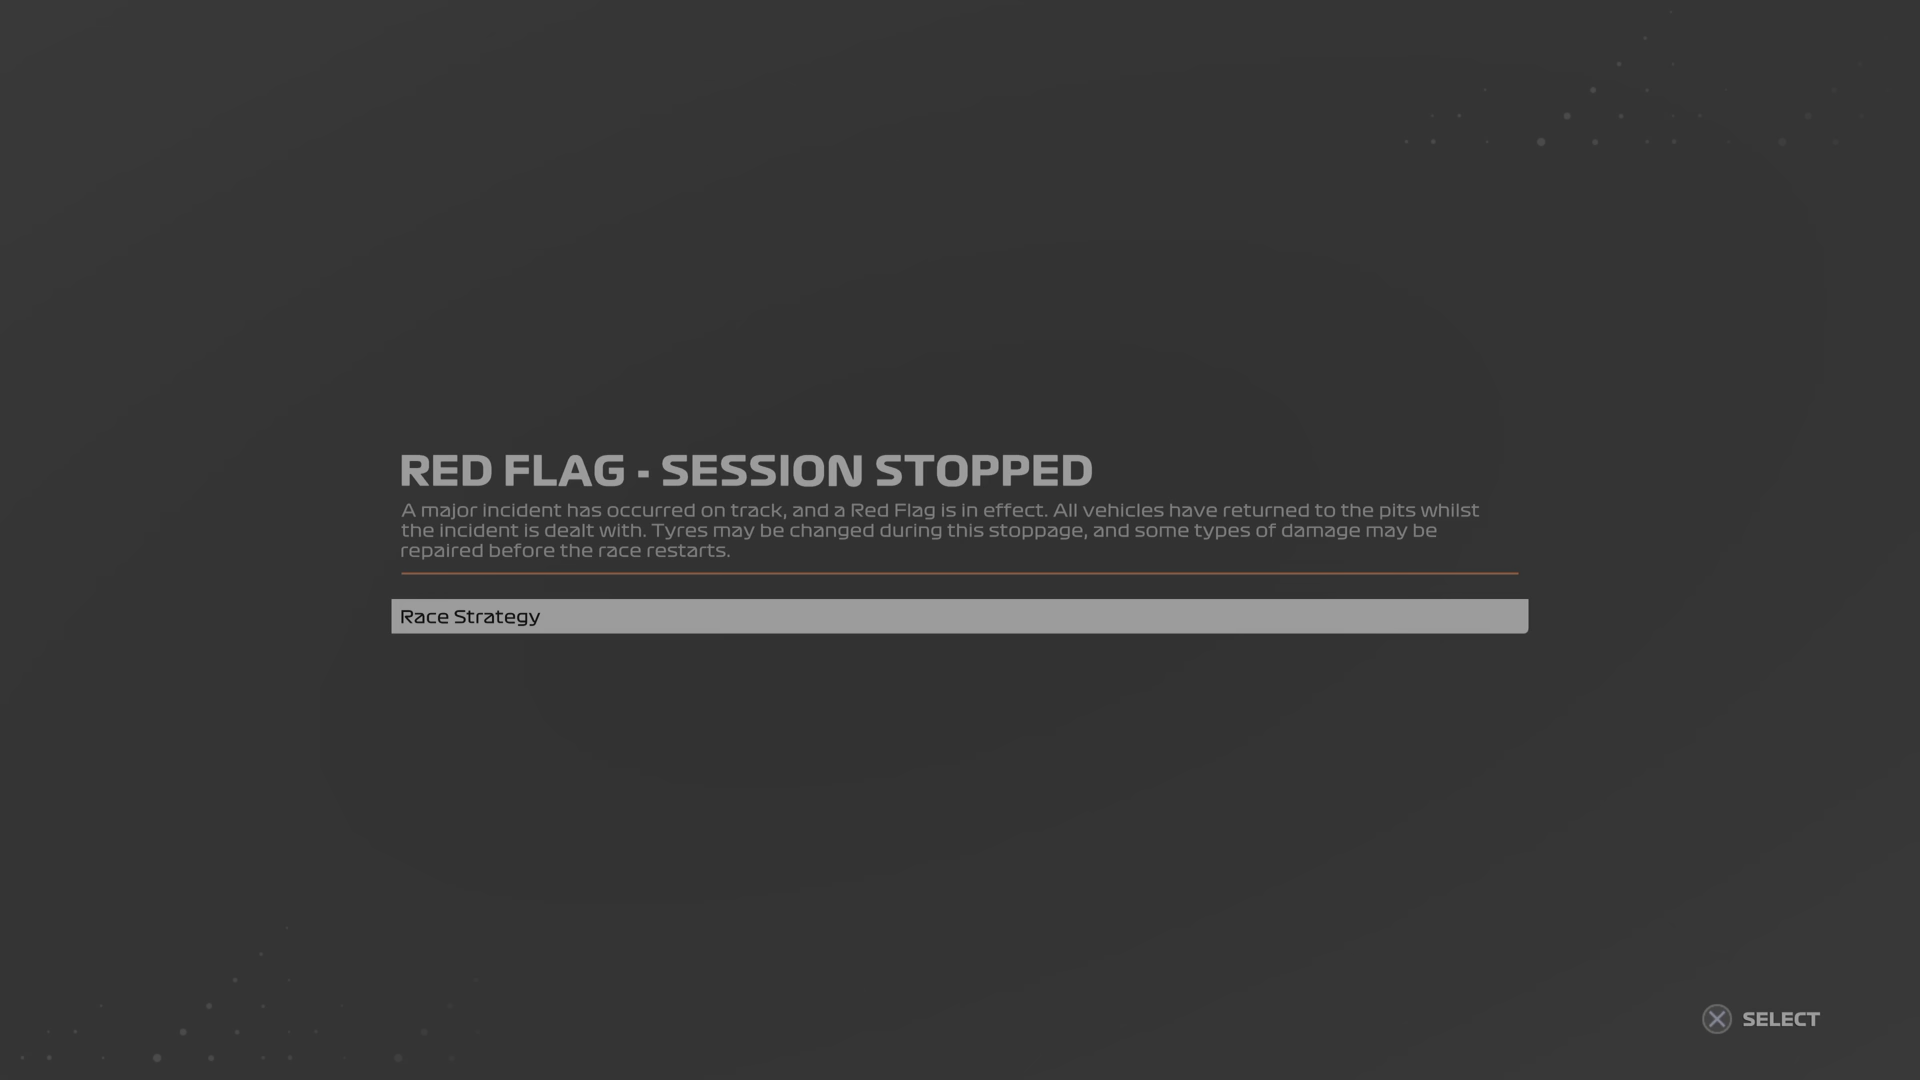 RED FLAG - SESSION STOPPED
A major incident has occurred on track, and a Red Flag is in effect. All vehicles have returned to the pits whilst
the incident is dealt with. Tyres may be changed during this stoppage, and some types of damage may be
repaired before the race restarts.
Race Strategy
SELECT